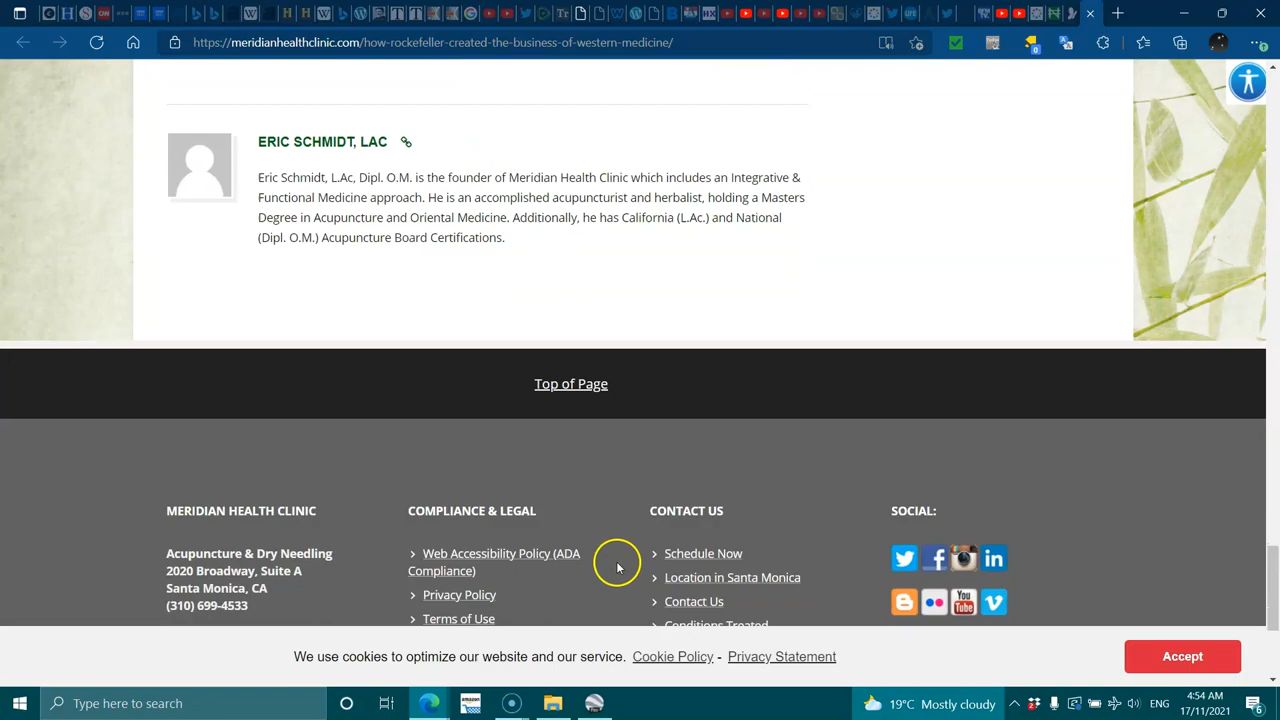 https://meridianhealthclinic.com/how-rockefeller-created-the-business-of-western-medicine/
ERIC SCHMIDT, LAC
Eric Schmidt, L.Ac, Dipl. O.M. is the founder of Meridian Health Clinic which includes an Integrative &
Functional Medicine approach. He is an accomplished acupuncturist and herbalist, holding a Masters
Degree in Acupuncture and Oriental Medicine. Additionally, he has California (L.Ac.) and National
(Dipl. O.M.) Acupuncture Board Certifications.
Top of Page
MERIDIAN HEALTH CLINIC
Acupuncture & Dry Needling
2020 Broadway, Suite A
Santa Monica, CA
(310) 699-4533
COMPLIANCE & LEGAL
Web Accessibility Policy (ADA
Compliance)
Privacy Policy
Terms of Use
CONTACT US
Schedule Now
Location in Santa Monica
Contact Us
Conditions Treated
SOCIAL:
You
Tube
We use cookies to optimize our website and our service. Cookie Policy - Privacy Statement
Accept
Type here to search
19°C Mostly cloudy
ENG
4:54 AM
17/11/2021
6